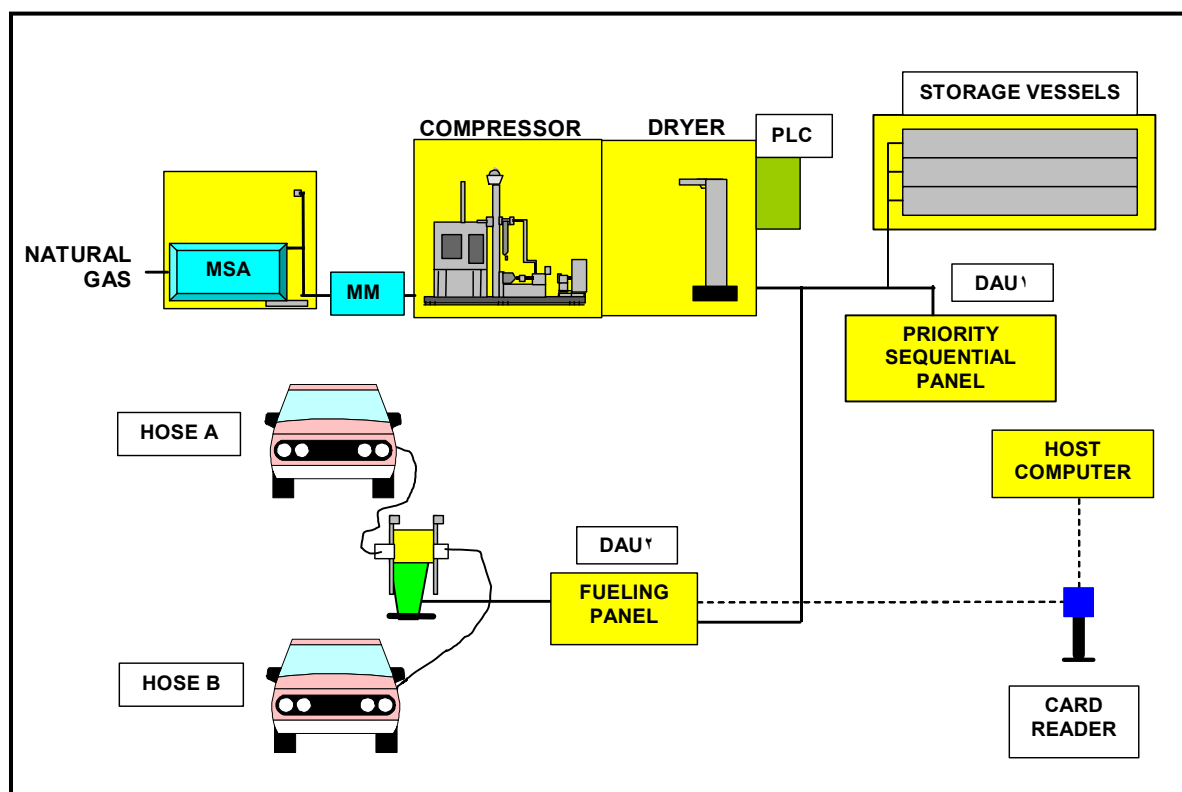 STORAGE VESSELS
COMPRESSOR
DRYER
PLC
NATURAL
GAS
MSA
MM
DAU١
PRIORITY
SEQUENTIAL
PANEL
HOSE A
HOST
COMPUTER
DAU٢
FUELING
PANEL
HOSE B
CARD
READER